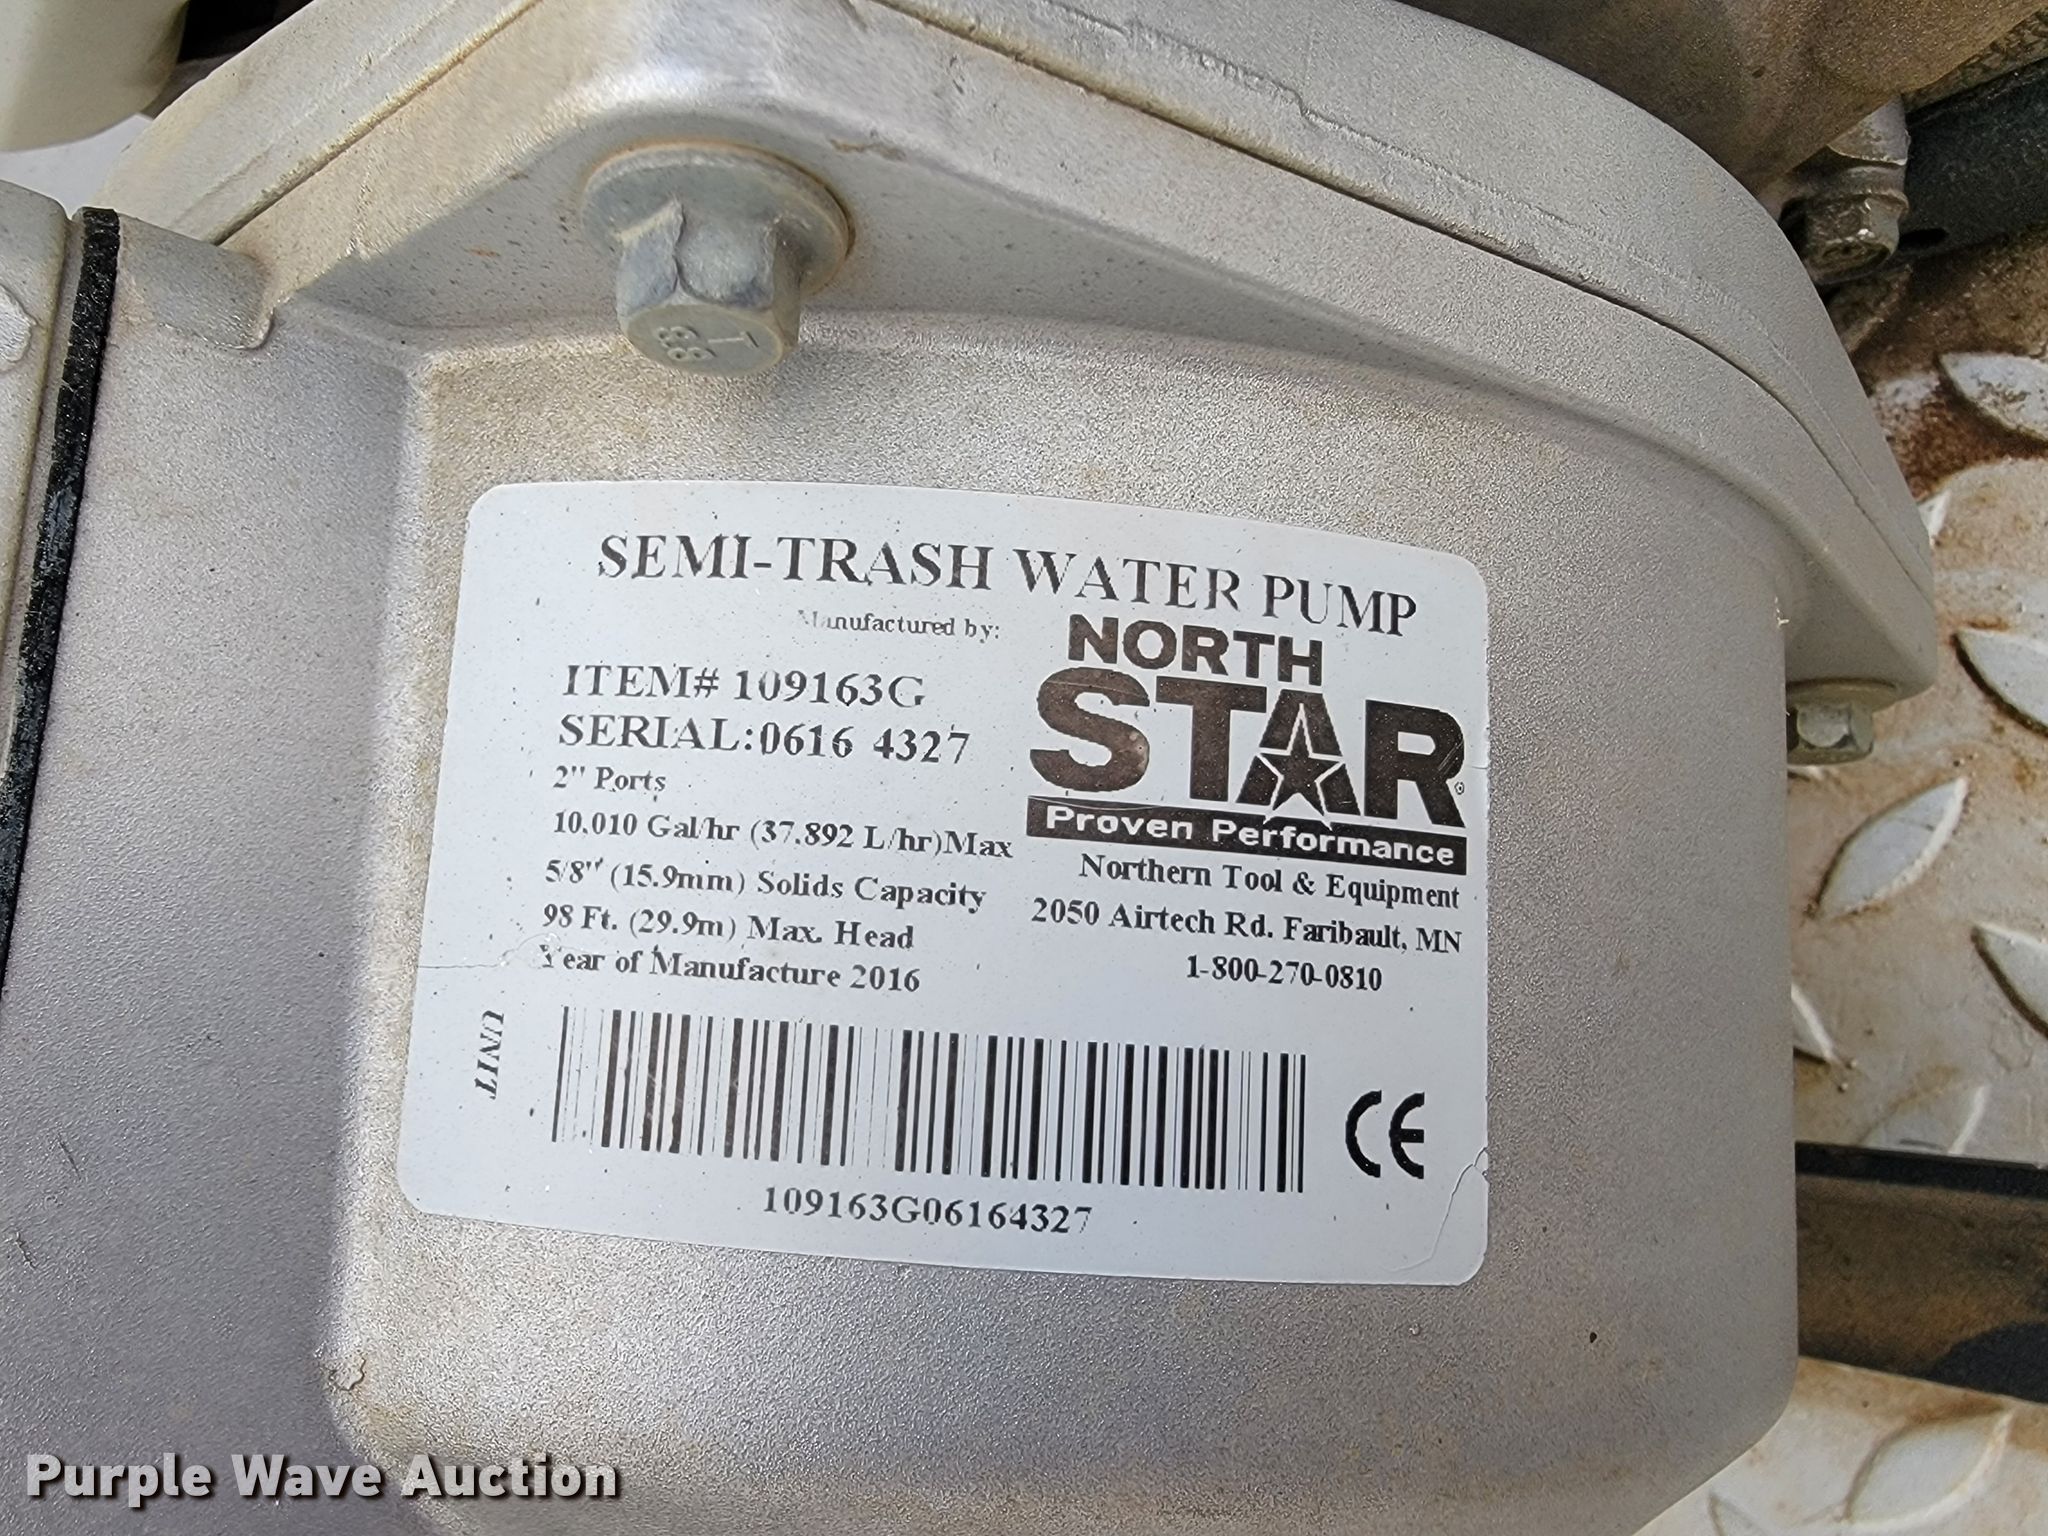 8.8 T
SEMI-TRASH WATER PUMP
Manufactured by:
NORTH
STAR®
Proven Performance
ITEM# 109163G
SERIAL:0616 4327
2" Ports
10,010 Gal/hr (37,892 L/hr)Max
5/8" (15.9mm) Solids Capacity
98 Ft. (29.9m) Max. Head
Year of Manufacture 2016
Northern Tool & Equipment
2050 Airtech Rd. Faribault, MN
1-800-270-0810
UNIT
CE
109163G06164327
Purple Wave Auction